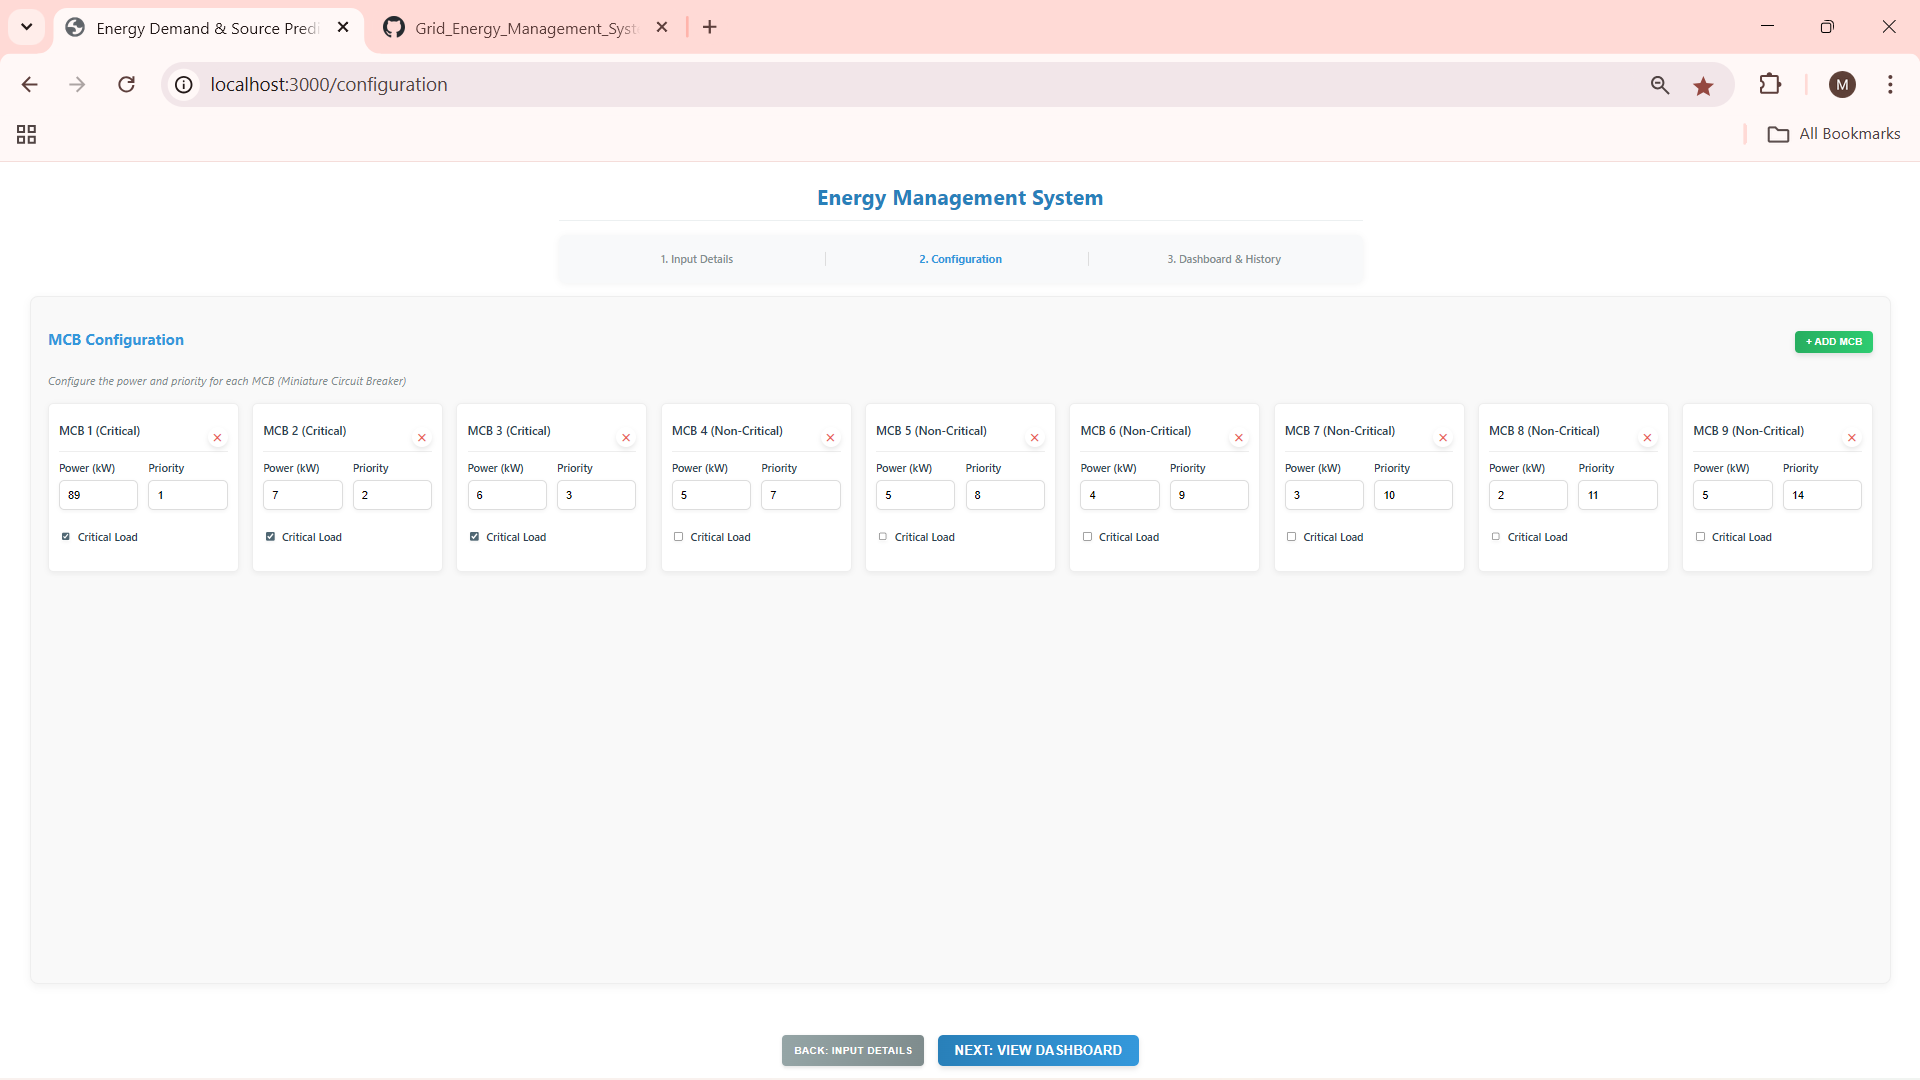 Energy Demand & Source Predi
Grid_Energy_Management_Syst
localhost:3000/configuration
M
All Bookmarks
Energy Management System
1. Input Details
2. Configuration
3. Dashboard & History
MCB Configuration
+ ADD MCB
Configure the power and priority for each MCB (Miniature Circuit Breaker)
MCB 1 (Critical)
Power (kW) Priority
89 1
Critical Load
MCB 2 (Critical)
Power (kW) Priority
7 2
Critical Load
MCB 3 (Critical)
Power (kW) Priority
6 3
Critical Load
MCB 4 (Non-Critical)
Power (kW) Priority
5 7
Critical Load
MCB 5 (Non-Critical)
Power (kW) Priority
5 8
Critical Load
MCB 6 (Non-Critical)
Power (kW) Priority
4 9
Critical Load
MCB 7 (Non-Critical)
Power (kW) Priority
3 10
Critical Load
MCB 8 (Non-Critical)
Power (kW) Priority
2 11
Critical Load
MCB 9 (Non-Critical)
Power (kW) Priority
5 14
Critical Load
BACK: INPUT DETAILS
NEXT: VIEW DASHBOARD